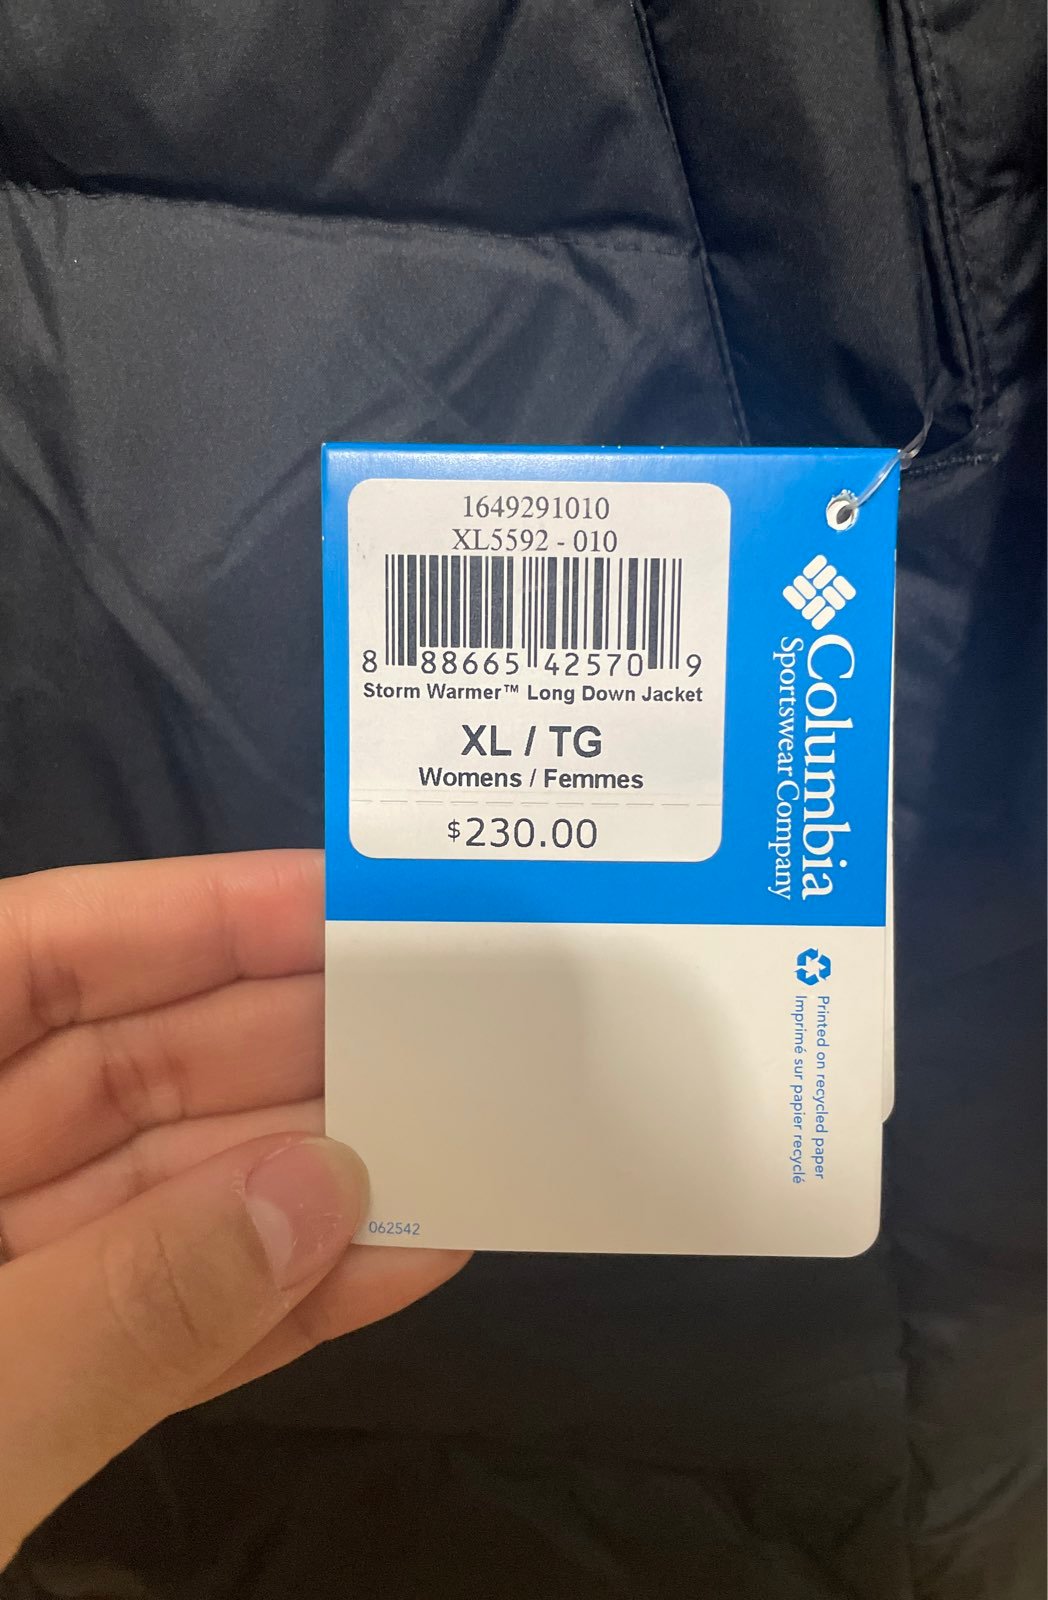 1649291010
XL5592 - 010
8 88665 42570 9
Storm Warmer™ Long Down Jacket
XL / TG
Womens / Femmes
$230.00
Columbia
Sportswear Company
Printed on recycled paper
Imprimé sur papier recyclé
062542